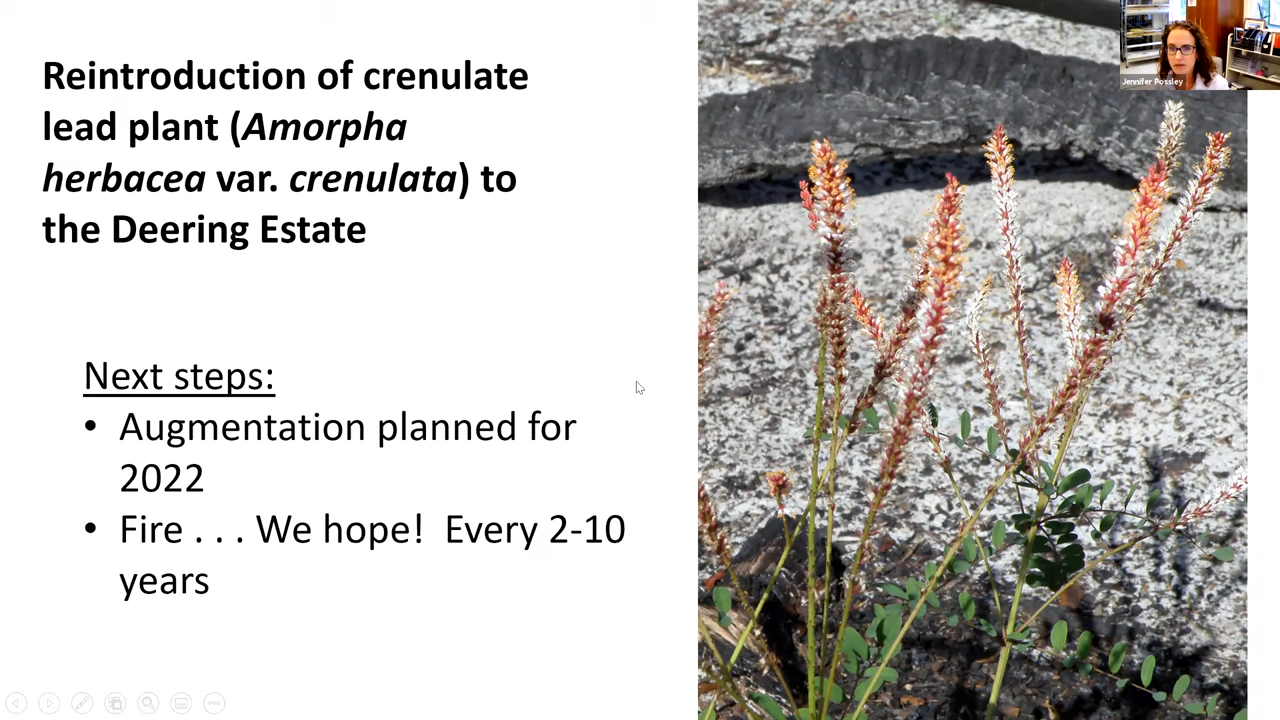 Reintroduction of crenulate
lead plant (Amorpha
herbacea var. crenulata) to
the Deering Estate
Next steps:
• Augmentation planned for
2022
• Fire . . . We hope!  Every 2-10
years
Jennifer Possley